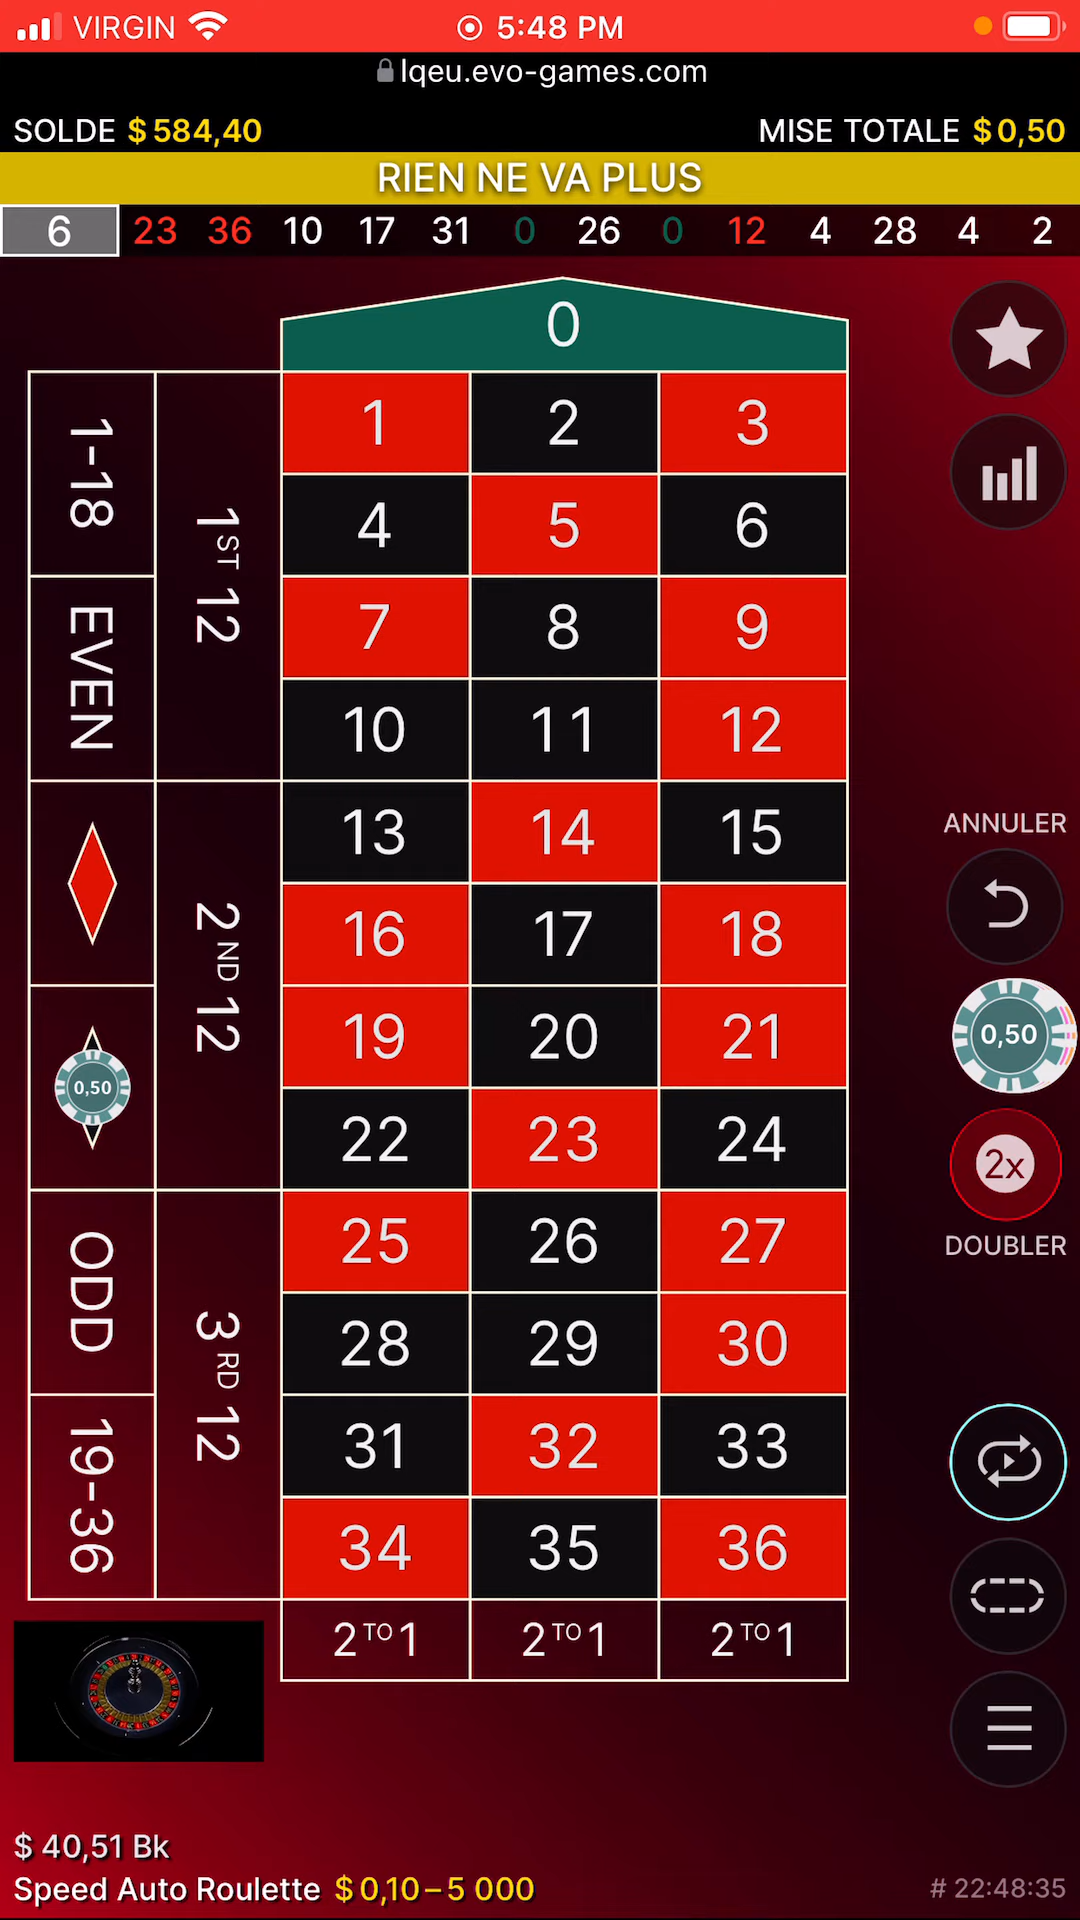 VIRGIN 5:48 PM
lqeu.evo-games.com
SOLDE $ 584,40 MISE TOTALE $ 0,50
RIEN NE VA PLUS
6 23 36 10 17 31 0 26 0 12 4 28 4 2
0
1 2 3
4 5 6
7 8 9
10 11 12
13 14 15
16 17 18
19 20 21
22 23 24
25 26 27
28 29 30
31 32 33
34 35 36
2 TO 1 2 TO 1 2 TO 1
1-18
EVEN
0,50
ODD
19-36
1ST 12
2ND 12
3RD 12
ANNULER
0,50
2x
DOUBLER
$ 40,51 Bk
Speed Auto Roulette $ 0,10 – 5 000
# 22:48:35